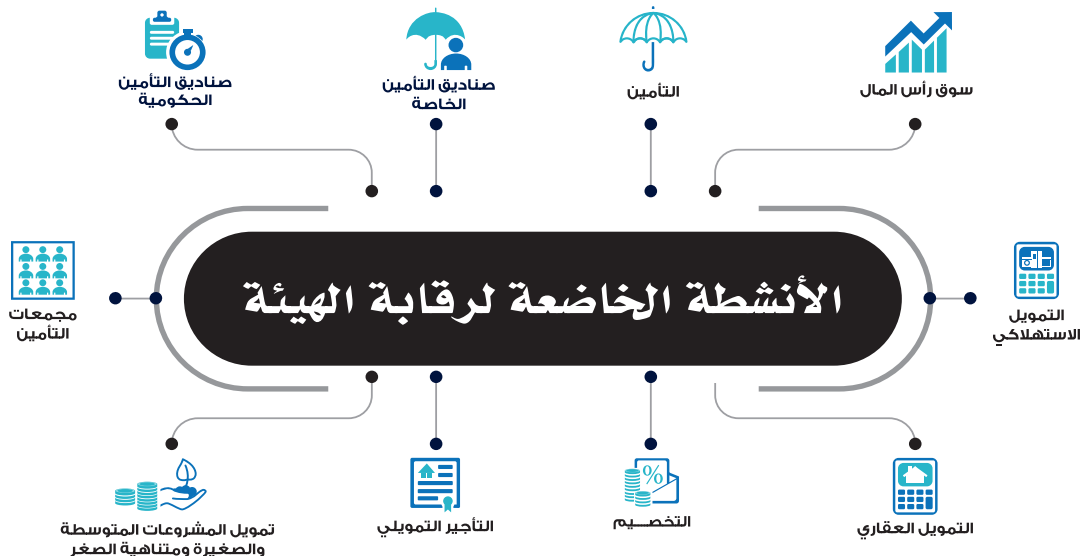 سوق رأس المال
التأمين
صناديق التأمين
الخاصة
صناديق التأمين
الحكومية
التمويل
الاستهلاكي
الأنشطة الخاضعة لرقابة الهيئة
مجمعات
التأمين
التمويل العقاري
التخصـــيم
%
التأجير التمويلي
تمويل المشروعات المتوسطة
والصغيرة ومتناهية الصغر